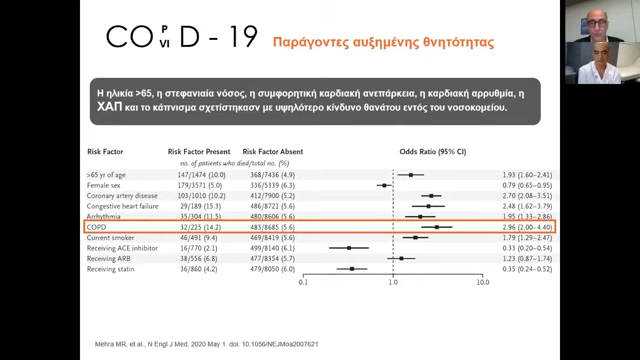 COPVID - 19 Παράγοντες αυξημένης θνητότητας
Η ηλικία >65, η στεφανιαία νόσος, η συμφορητική καρδιακή ανεπάρκεια, η καρδιακή αρρυθμία, η
ΧΑΠ και το κάπνισμα σχετίστηκαν με υψηλότερο κίνδυνο θανάτου εντός του νοσοκομείου.
Risk Factor Risk Factor Present Risk Factor Absent Odds Ratio (95% CI)
no. of patients who died/total no. (%)
>65 yr of age 147/1474 (10.0) 368/7436 (4.9) 1.93 (1.60–2.41)
Female sex 179/3571 (5.0) 336/5339 (6.3) 0.79 (0.65–0.95)
Coronary artery disease 103/1010 (10.2) 412/7900 (5.2) 2.70 (2.08–3.51)
Congestive heart failure 29/189 (15.3) 486/8721 (5.6) 2.48 (1.62–3.79)
Arrhythmia 35/304 (11.5) 480/8606 (5.6) 1.95 (1.33–2.86)
COPD 32/225 (14.2) 483/8685 (5.6) 2.96 (2.00–4.40)
Current smoker 46/491 (9.4) 469/8419 (5.6) 1.79 (1.29–2.47)
Receiving ACE inhibitor 16/770 (2.1) 499/8140 (6.1) 0.33 (0.20–0.54)
Receiving ARB 38/556 (6.8) 477/8354 (5.7) 1.23 (0.87–1.74)
Receiving statin 36/860 (4.2) 479/8050 (6.0) 0.35 (0.24–0.52)
0.1 1.0 10.0
Mehra MR, et al., N Engl J Med. 2020 May 1. doi: 10.1056/NEJMoa2007621